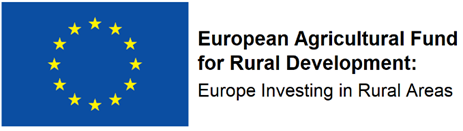 European Agricultural Fund
for Rural Development:
Europe Investing in Rural Areas